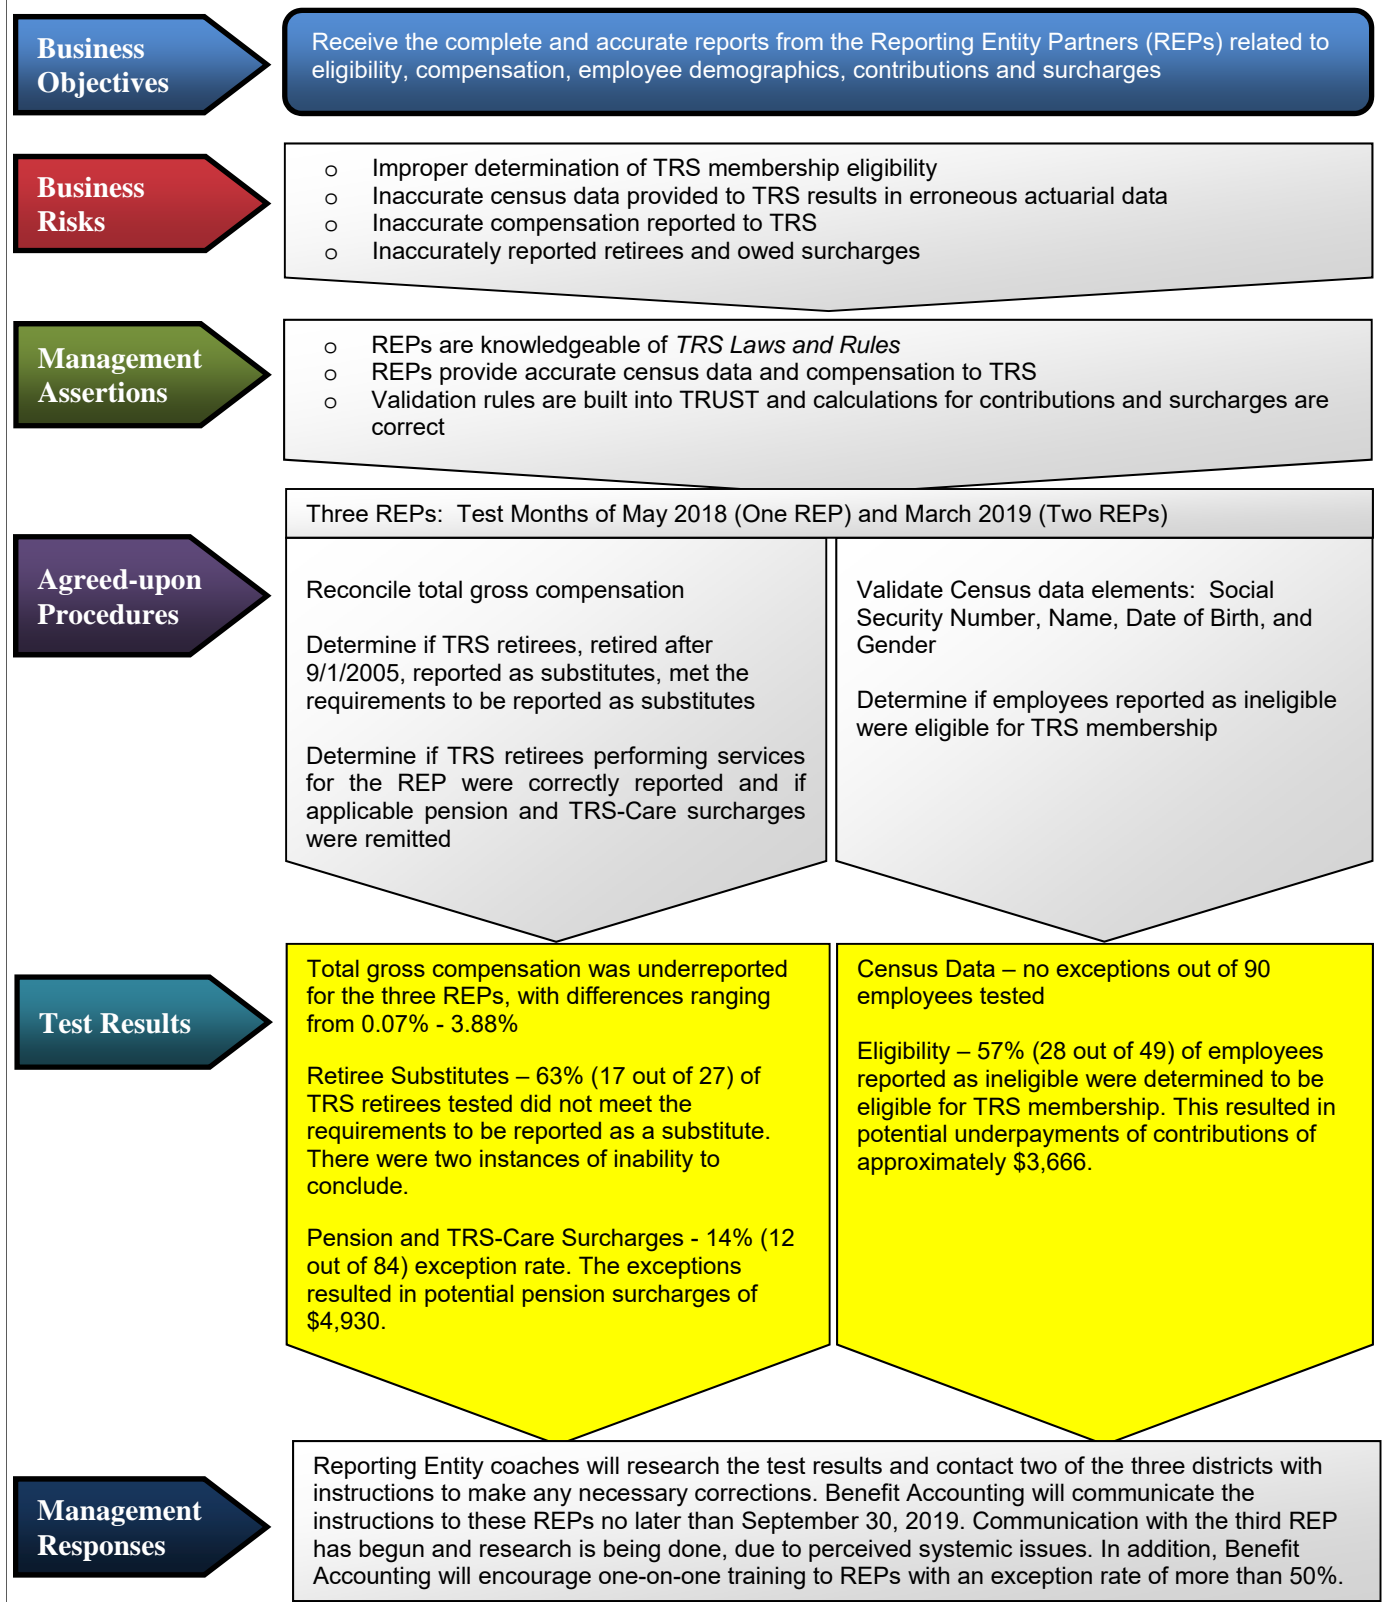 Business
Objectives
Receive the complete and accurate reports from the Reporting Entity Partners (REPs) related to
eligibility, compensation, employee demographics, contributions and surcharges
Business
Risks
o Improper determination of TRS membership eligibility
o Inaccurate census data provided to TRS results in erroneous actuarial data
o Inaccurate compensation reported to TRS
o Inaccurately reported retirees and owed surcharges
Management
Assertions
o REPs are knowledgeable of TRS Laws and Rules
o REPs provide accurate census data and compensation to TRS
o Validation rules are built into TRUST and calculations for contributions and surcharges are
correct
Agreed-upon
Procedures
Three REPs:  Test Months of May 2018 (One REP) and March 2019 (Two REPs)
Reconcile total gross compensation
Determine if TRS retirees, retired after
9/1/2005, reported as substitutes, met the
requirements to be reported as substitutes
Determine if TRS retirees performing services
for the REP were correctly reported and if
applicable pension and TRS-Care surcharges
were remitted
Validate Census data elements:  Social
Security Number, Name, Date of Birth, and
Gender
Determine if employees reported as ineligible
were eligible for TRS membership
Test Results
Total gross compensation was underreported
for the three REPs, with differences ranging
from 0.07% - 3.88%
Retiree Substitutes – 63% (17 out of 27) of
TRS retirees tested did not meet the
requirements to be reported as a substitute.
There were two instances of inability to
conclude.
Pension and TRS-Care Surcharges - 14% (12
out of 84) exception rate. The exceptions
resulted in potential pension surcharges of
$4,930.
Census Data – no exceptions out of 90
employees tested
Eligibility – 57% (28 out of 49) of employees
reported as ineligible were determined to be
eligible for TRS membership. This resulted in
potential underpayments of contributions of
approximately $3,666.
Management
Responses
Reporting Entity coaches will research the test results and contact two of the three districts with
instructions to make any necessary corrections. Benefit Accounting will communicate the
instructions to these REPs no later than September 30, 2019. Communication with the third REP
has begun and research is being done, due to perceived systemic issues. In addition, Benefit
Accounting will encourage one-on-one training to REPs with an exception rate of more than 50%.